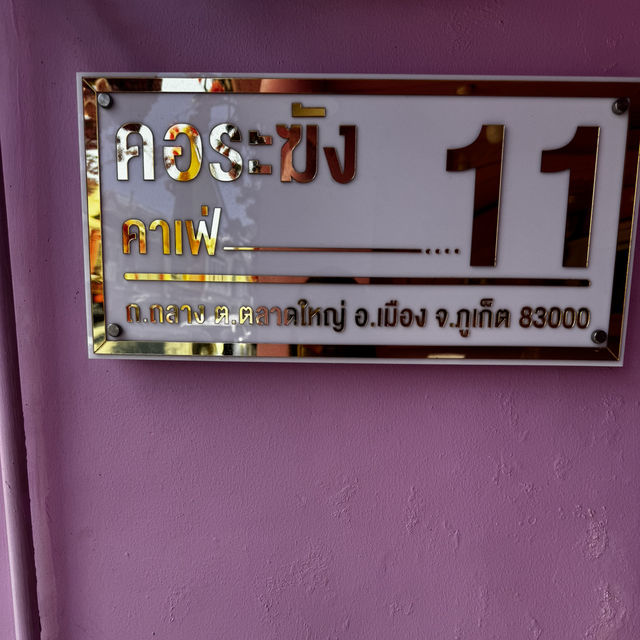 คอระฆัง
11
คาเฟ่
ถ.ถลาง ต.ตลาดใหญ่ อ.เมือง จ.ภูเก็ต 83000